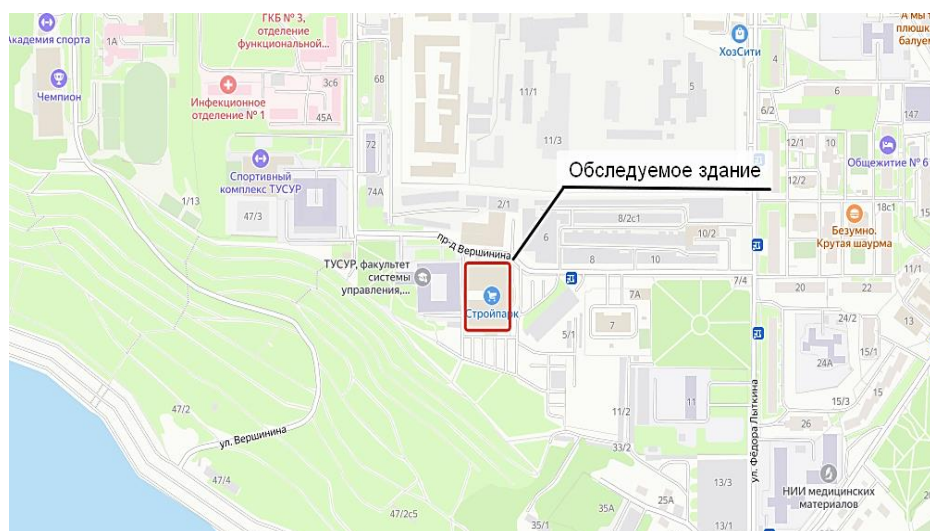 ГКБ № 3,
отделение
функциональной...
Академия спорта
1А
А мы т
плюшк
балуем
ХозСити
4
Чемпион
3с6
68
11/1
5
6
Инфекционное
отделение № 1
45А
6/2
147
11/3
72
12/1
10
Общежитие № 6
Обследуемое здание
Спортивный
комплекс ТУСУР
74А
12/2
1/13
47/3
2/1
8/2с1
18с1
15
10/2
6
Безумно.
Крутая шаурма
пр-д Вершинина
8
10
11/1
ТУСУР, факультет
системы
управления,...
7А
7/4
20
22
Стройпарк
5/1
7
24/2
13
15/1
24А
ул. Фёдора Лыткина
47/2
11/2
11
15/3
26
ул. Вершинина
33/2
47/4
13/3
НИИ медицинских
материалов
25А
47/2с5
35А
35/1
13/1